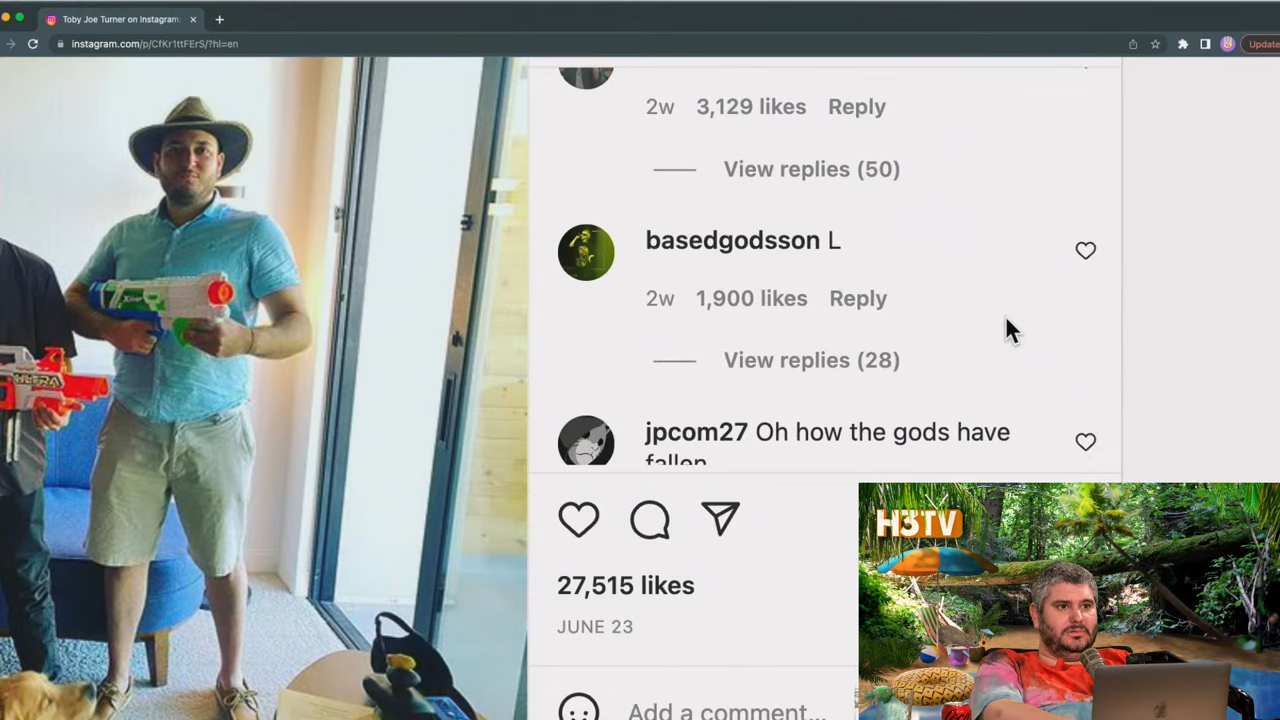 Toby Joe Turner on Instagram
instagram.com/p/CfKr1ttFErS/?hl=en
Update
2w 3,129 likes Reply
View replies (50)
basedgodsson L
2w 1,900 likes Reply
View replies (28)
jpcom27 Oh how the gods have
fallen
27,515 likes
JUNE 23
Add a comment...
H3TV
ULTRA